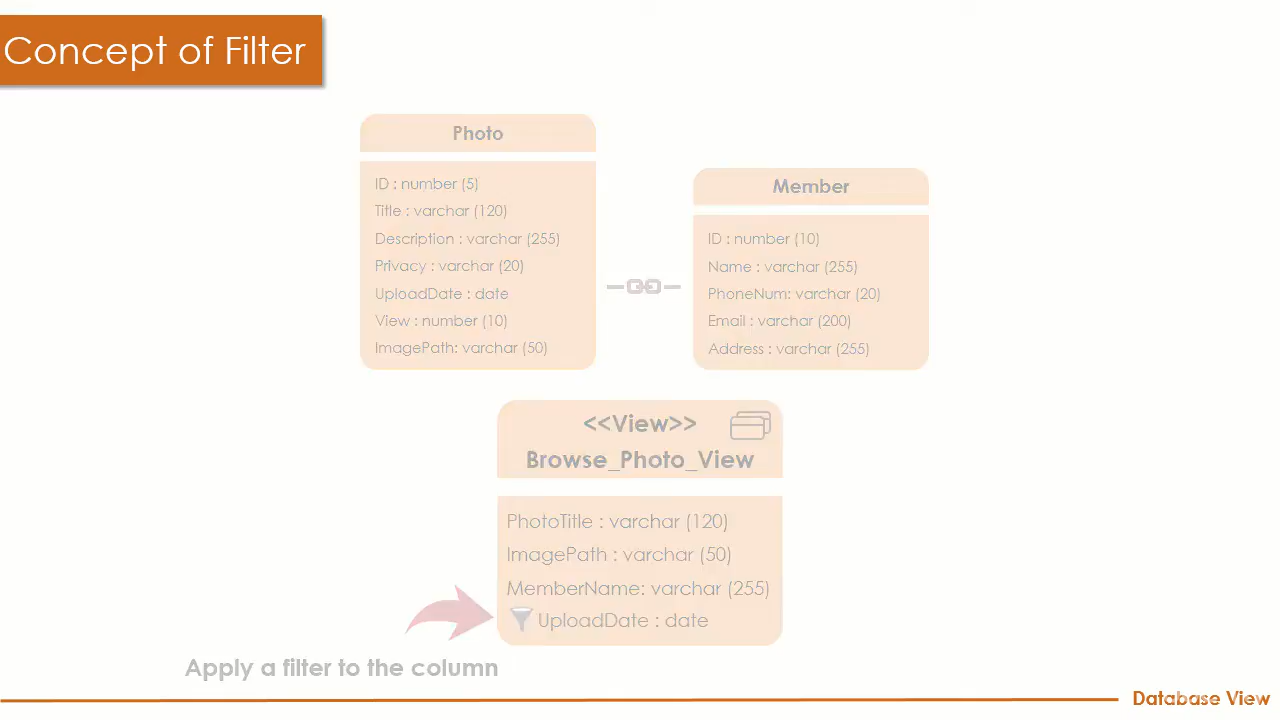 Concept of Filter
Photo
ID : number (5)
Title : varchar (120)
Description : varchar (255)
Privacy : varchar (20)
UploadDate : date
View : number (10)
ImagePath: varchar (50)
Member
ID : number (10)
Name : varchar (255)
PhoneNum: varchar (20)
Email : varchar (200)
Address : varchar (255)
<<View>>
Browse_Photo_View
PhotoTitle : varchar (120)
ImagePath : varchar (50)
MemberName: varchar (255)
UploadDate : date
Apply a filter to the column
Database View